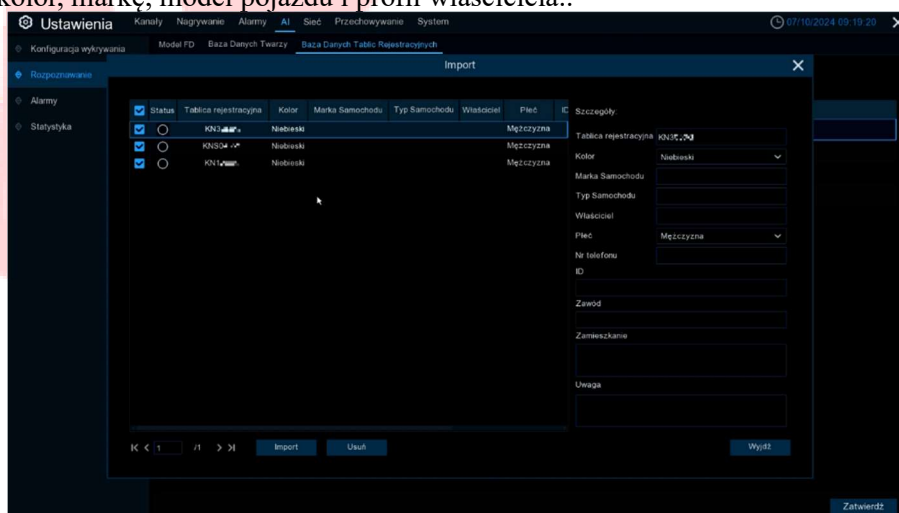 kolor, markę, model pojazdu i profil właściciela..
Ustawienia Kanały Nagrywanie Alarmy AI Sieć Przechowywanie System 07/10/2024 09:19:20
Konfiguracja wykrywania Model FD Baza Danych Twarzy Baza Danych Tablic Rejestracyjnych
Rozpoznawanie
Alarmy
Statystyka
Import
Status Tablica rejestracyjna Kolor Marka Samochodu Typ Samochodu Właściciel Płeć ID
Niebieski Mężczyzna
Niebieski Mężczyzna
Niebieski Mężczyzna
Szczegóły:
Tablica rejestracyjna
Kolor Niebieski
Marka Samochodu
Typ Samochodu
Właściciel
Płeć Mężczyzna
Nr telefonu
ID
Zawód
Zamieszkanie
Uwaga
1 /1 Import Usuń Wyjdź
Zatwierdź